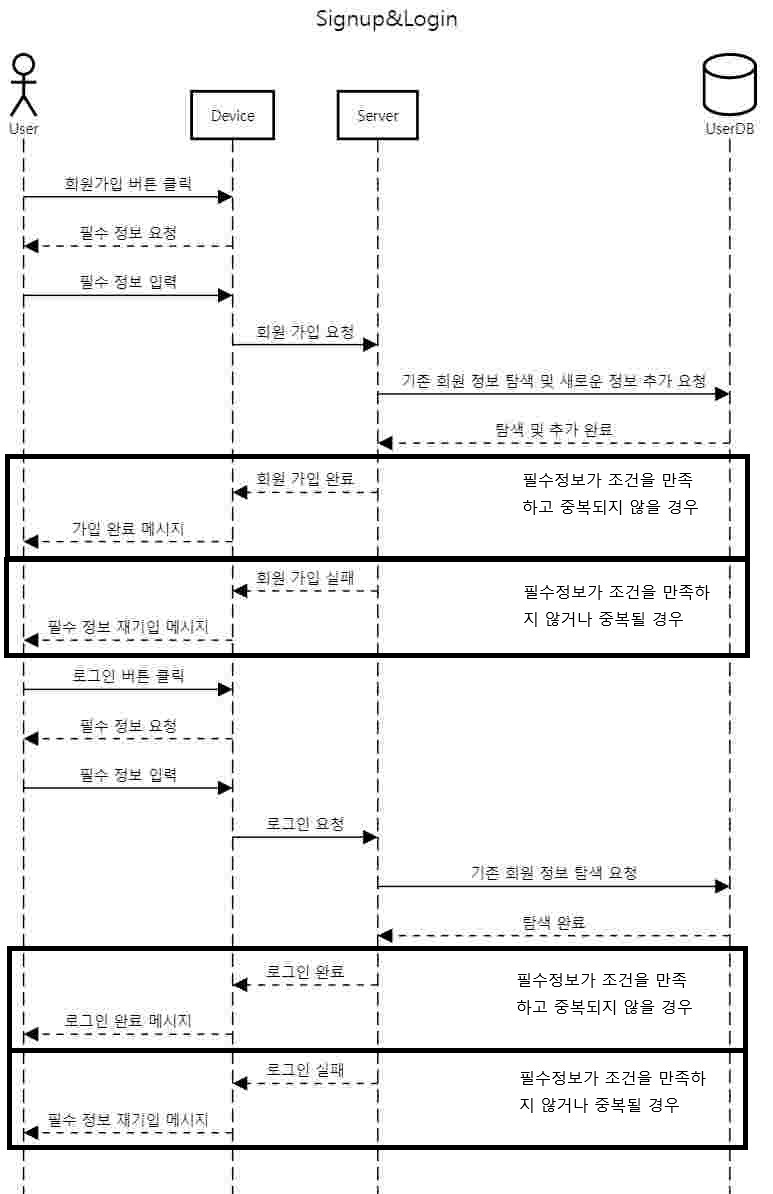 Signup&Login
User
Device
Server
UserDB
회원가입 버튼 클릭
필수 정보 요청
필수 정보 입력
회원 가입 요청
기존 회원 정보 탐색 및 새로운 정보 추가 요청
탐색 및 추가 완료
회원 가입 완료
필수정보가 조건을 만족
하고 중복되지 않을 경우
가입 완료 메시지
회원 가입 실패
필수정보가 조건을 만족하
지 않거나 중복될 경우
필수 정보 재기입 메시지
로그인 버튼 클릭
필수 정보 요청
필수 정보 입력
로그인 요청
기존 회원 정보 탐색 요청
탐색 완료
로그인 완료
필수정보가 조건을 만족
하고 중복되지 않을 경우
로그인 완료 메시지
로그인 실패
필수정보가 조건을 만족하
지 않거나 중복될 경우
필수 정보 재기입 메시지